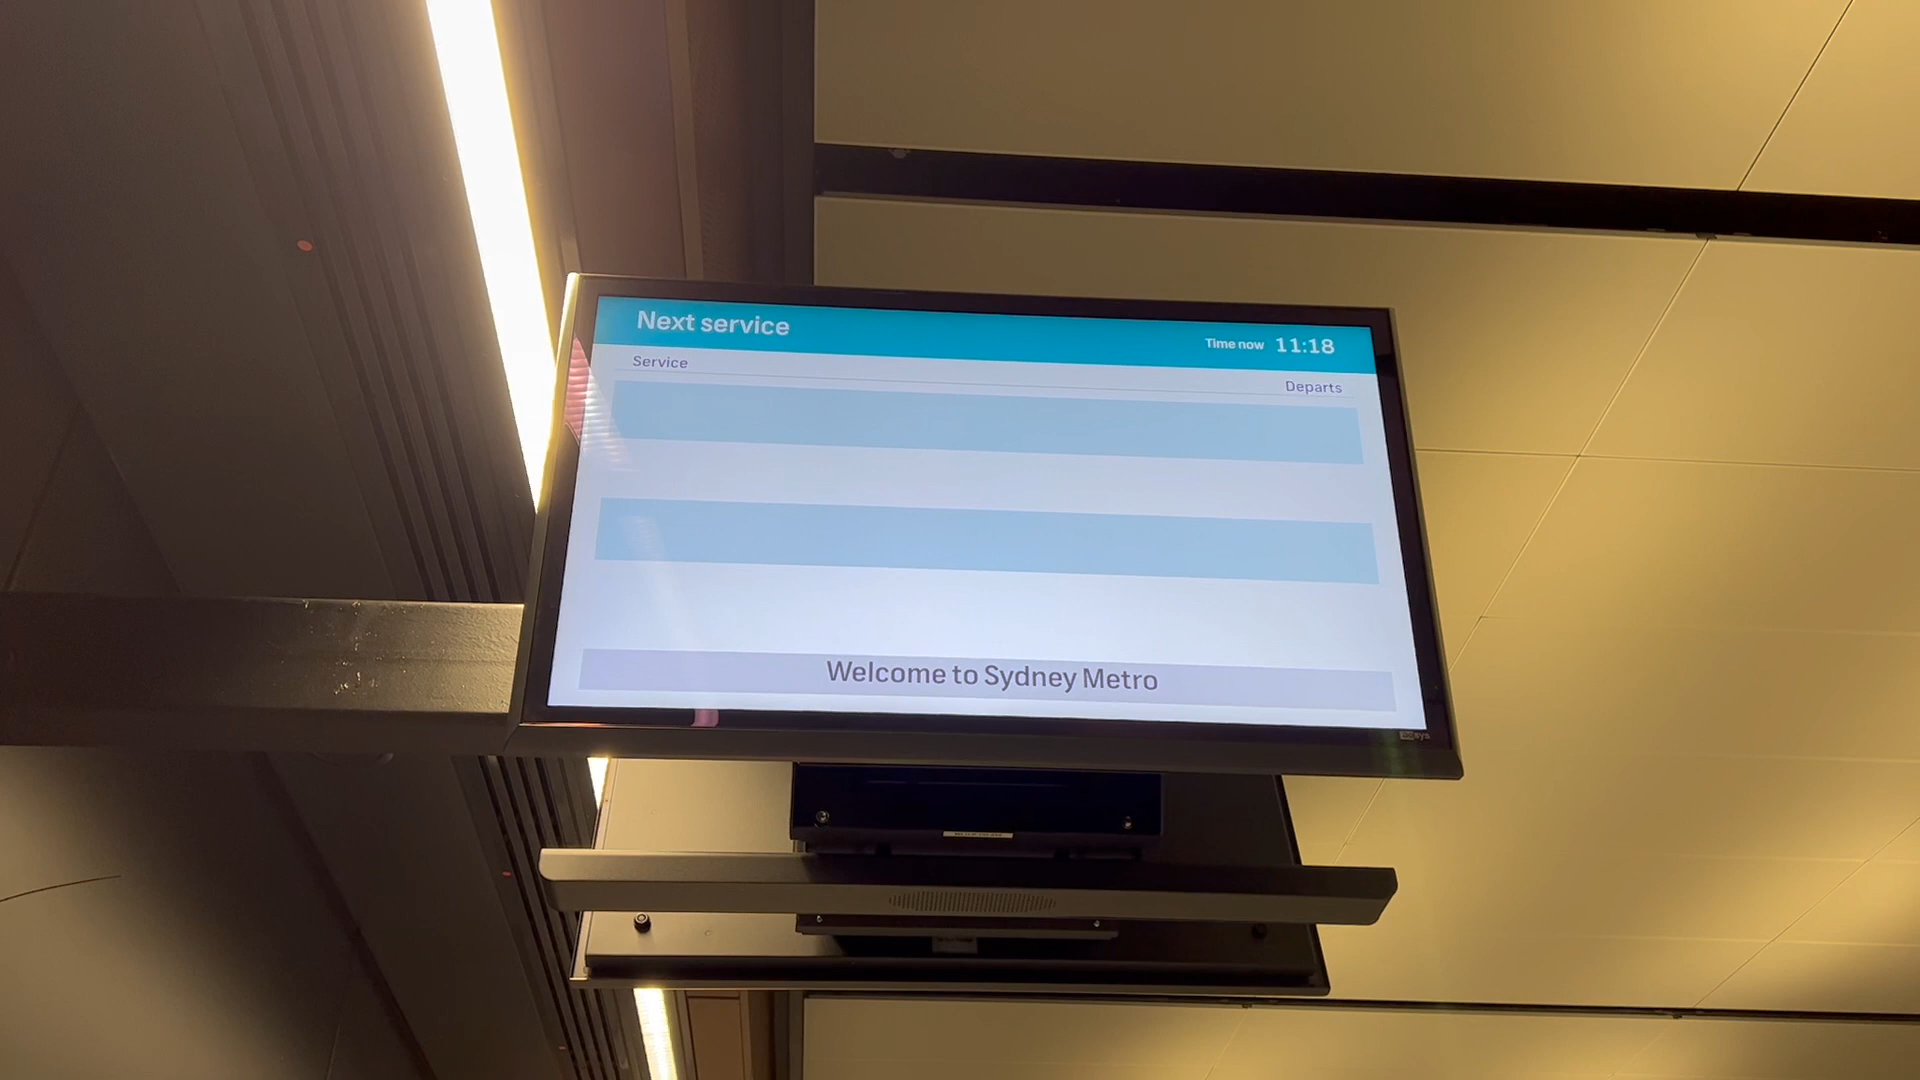 Next service
Time now 11:18
Service
Departs
Welcome to Sydney Metro